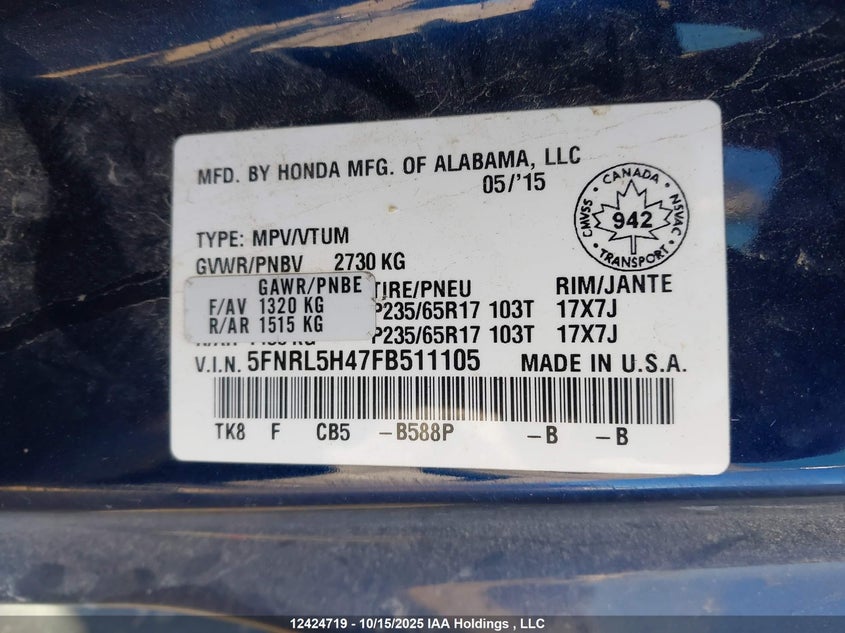 MFD. BY HONDA MFG. OF ALABAMA, LLC
05/'15
CANADA
CMVSS
942
NSVAC
TRANSPORT
TYPE: MPV/VTUM
GVWR/PNBV 2730 KG
GAWR/PNBE TIRE/PNEU RIM/JANTE
F/AV 1320 KG P235/65R17 103T 17X7J
R/AR 1515 KG P235/65R17 103T 17X7J
V.I.N. 5FNRL5H47FB511105 MADE IN U.S.A.
TK8 F CB5 -B588P -B -B
12424719 - 10/15/2025 IAA Holdings , LLC